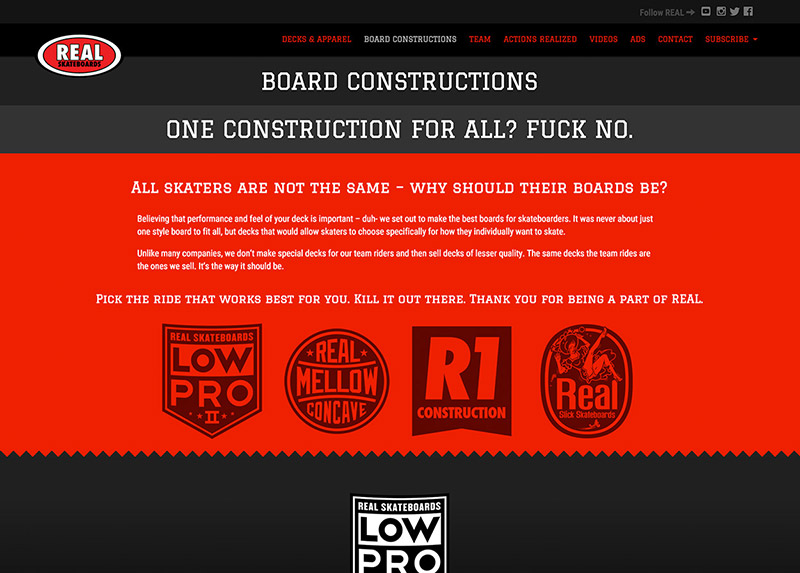 Follow REAL
REAL
SKATEBOARDS
DECKS & APPAREL BOARD CONSTRUCTIONS TEAM ACTIONS REALIZED VIDEOS ADS CONTACT SUBSCRIBE
BOARD CONSTRUCTIONS
ONE CONSTRUCTION FOR ALL? FUCK NO.
All skaters are not the same – why should their boards be?
Believing that performance and feel of your deck is important – duh- we set out to make the best boards for skateboarders. It was never about just
one style board to fit all, but decks that would allow skaters to choose specifically for how they individually want to skate.
Unlike many companies, we don't make special decks for our team riders and then sell decks of lesser quality. The same decks the team rides are
the ones we sell. It's the way it should be.
Pick the ride that works best for you. Kill it out there. Thank you for being a part of REAL.
REAL SKATEBOARDS
LOW
PRO
II
REAL
MELLOW
CONCAVE
R1
CONSTRUCTION
Real
Slick Skateboards
REAL SKATEBOARDS
LOW
PRO